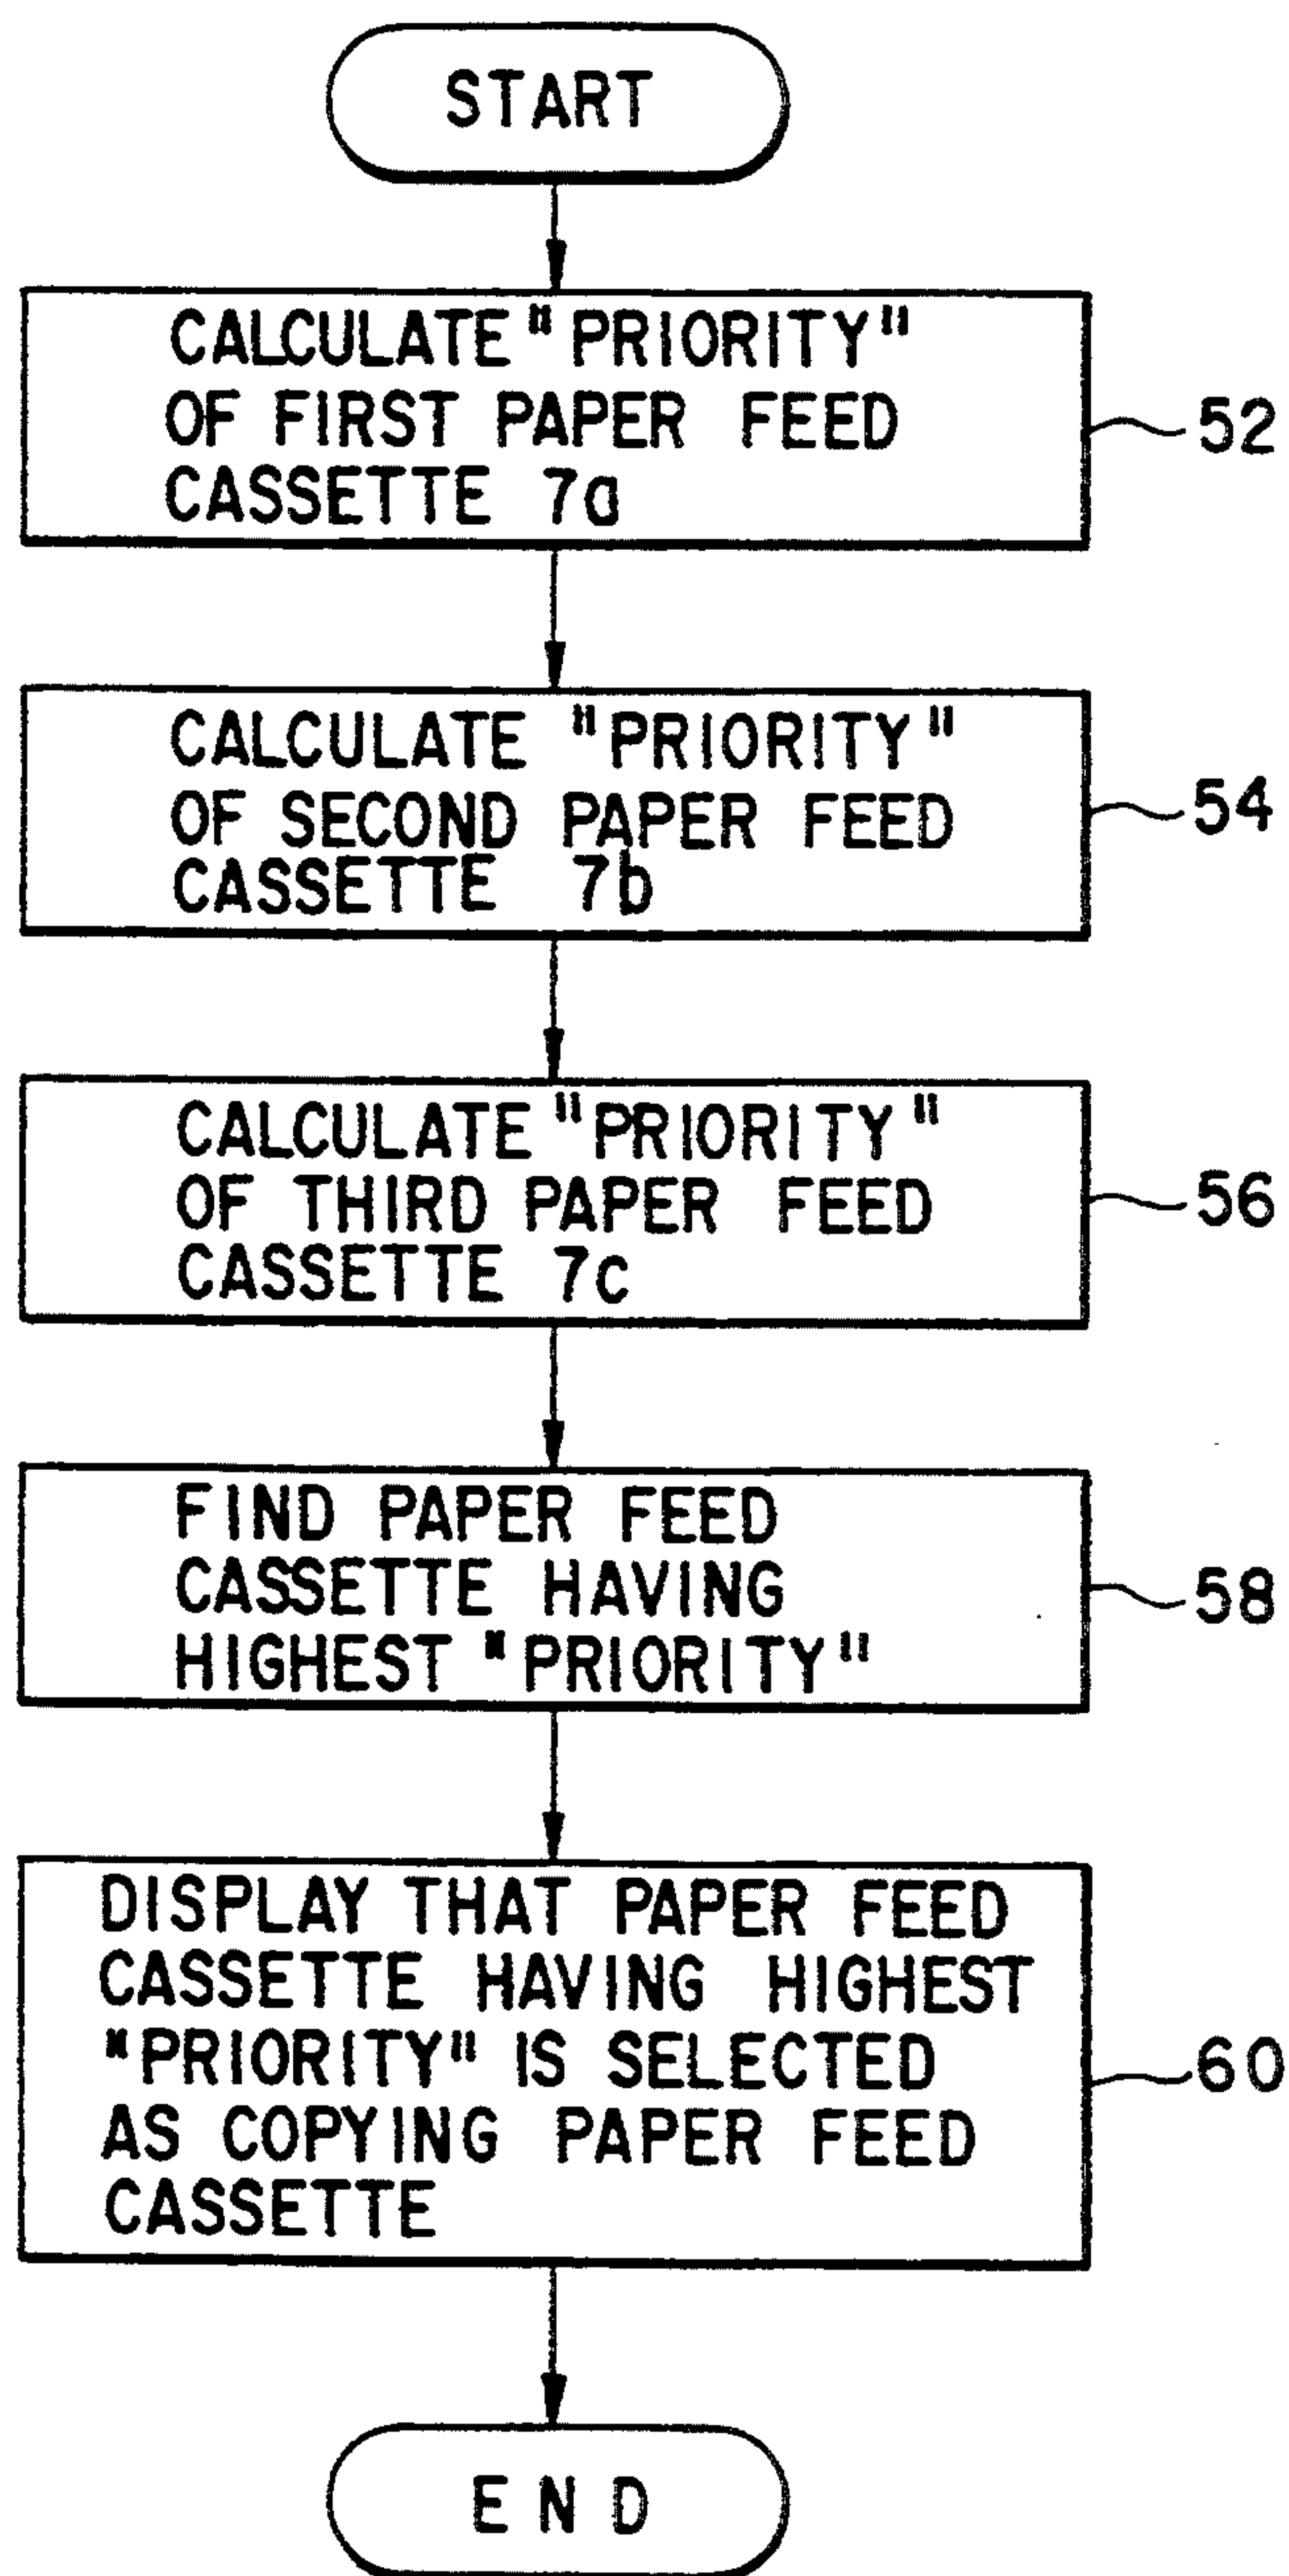 START
CALCULATE "PRIORITY"
OF FIRST PAPER FEED
CASSETTE 7a
52
CALCULATE "PRIORITY"
OF SECOND PAPER FEED
CASSETTE 7b
54
CALCULATE "PRIORITY"
OF THIRD PAPER FEED
CASSETTE 7c
56
FIND PAPER FEED
CASSETTE HAVING
HIGHEST "PRIORITY"
58
DISPLAY THAT PAPER FEED
CASSETTE HAVING HIGHEST
"PRIORITY" IS SELECTED
AS COPYING PAPER FEED
CASSETTE
60
END